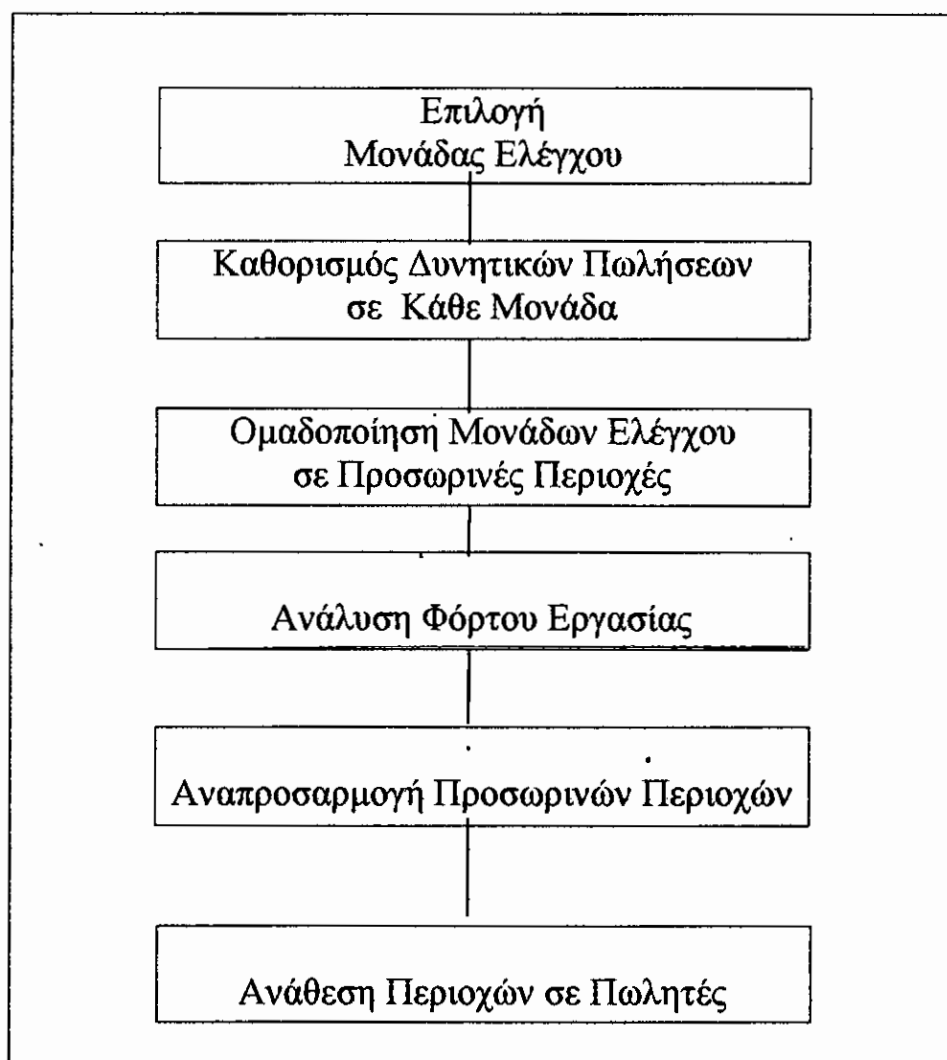 Επιλογή
Μονάδας Ελέγχου
Καθορισμός Δυνητικών Πωλήσεων
σε Κάθε Μονάδα
Ομαδοποίηση Μονάδων Ελέγχου
σε Προσωρινές Περιοχές
Ανάλυση Φόρτου Εργασίας
Αναπροσαρμογή Προσωρινών Περιοχών
Ανάθεση Περιοχών σε Πωλητές